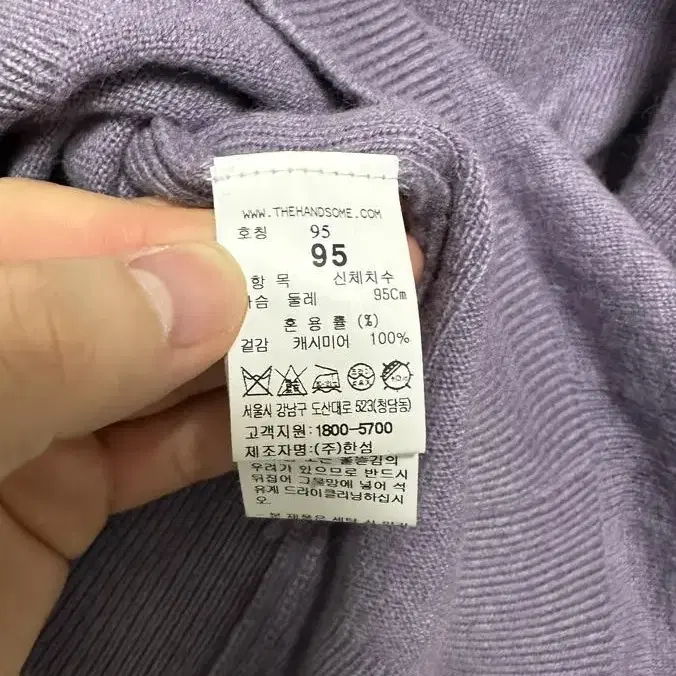 WWW.THEHANDSOME.COM
호칭 95
95
항 목 신체치수
가슴 둘레 95Cm
혼 용 률 (%)
겉감 캐시미어 100%
서울시 강남구 도산대로 523(청담동)
고객지원:1800-5700
제조자명:(주)한섬
우려가 있으므로 반드시
뒤집어 그물망에 넣어 석
유계 드라이클리닝하십시
오.